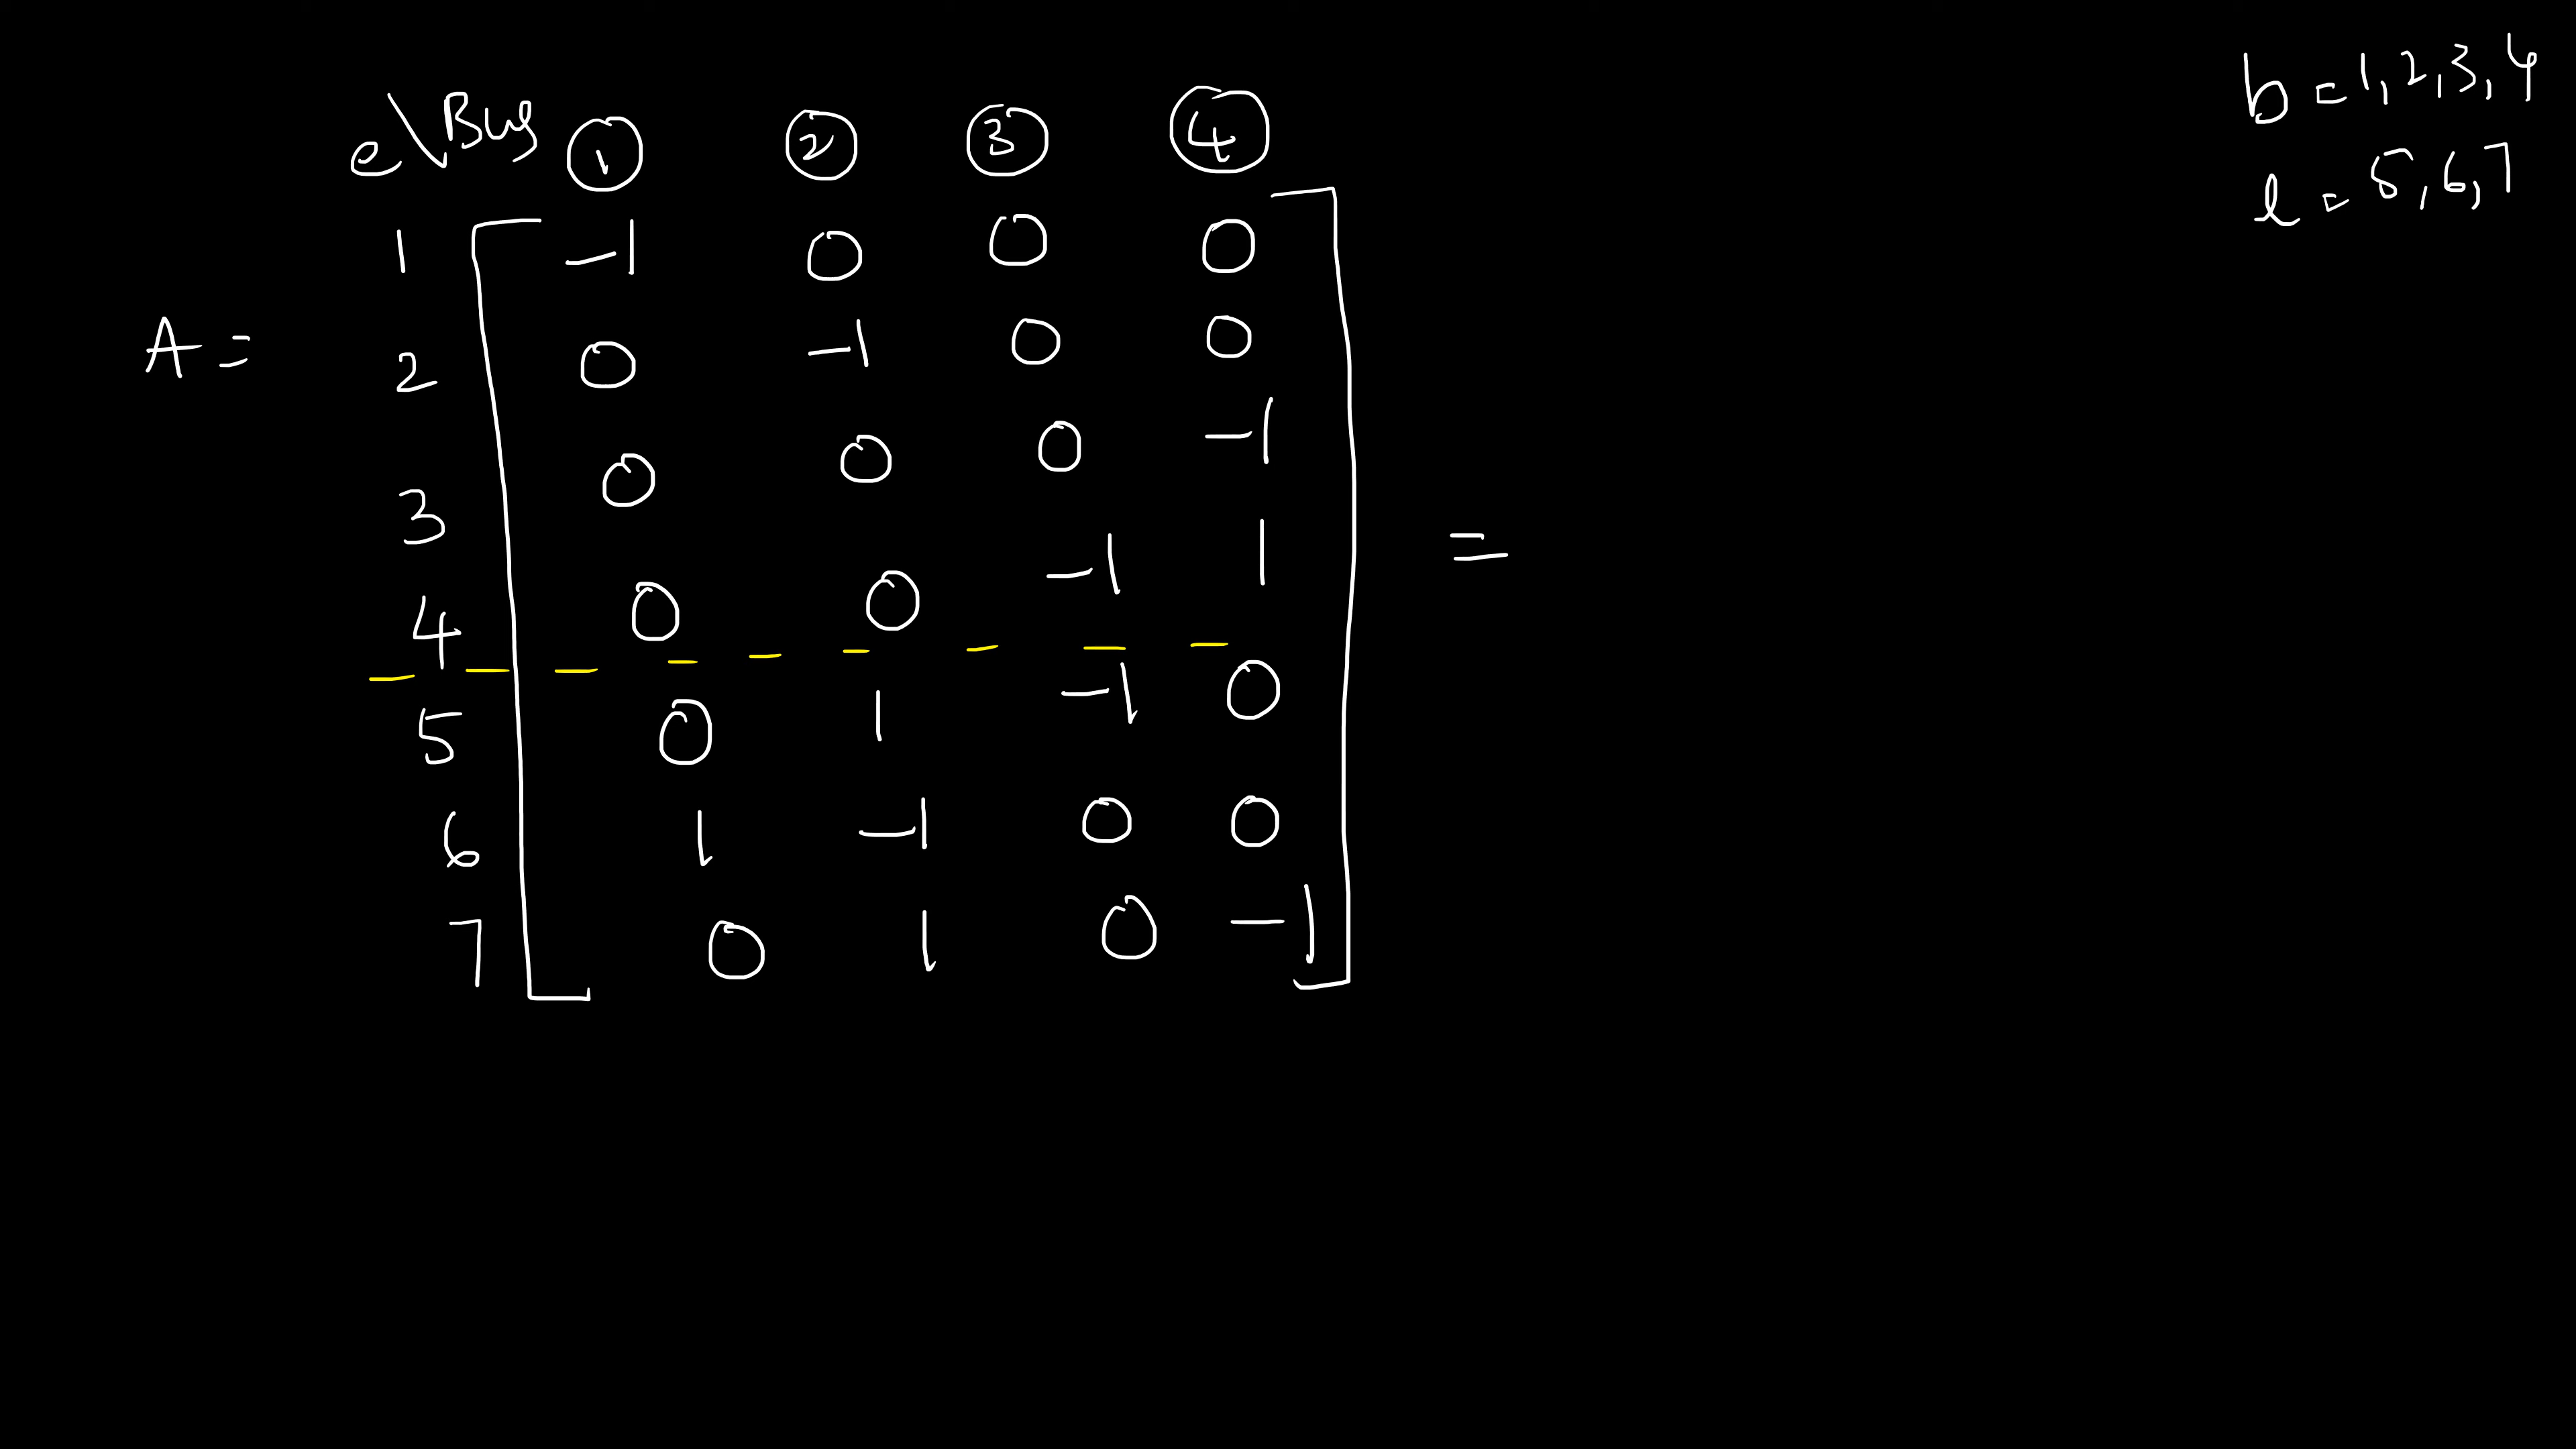 b = 1, 2, 3, 4
l = 5, 6, 7
e\Bus ① ② ③ ④
1 -1 0 0 0
A = 2 0 -1 0 0
3 0 0 0 -1
4 0 0 -1 1 =
5 0 1 -1 0
6 1 -1 0 0
7 0 1 0 -1